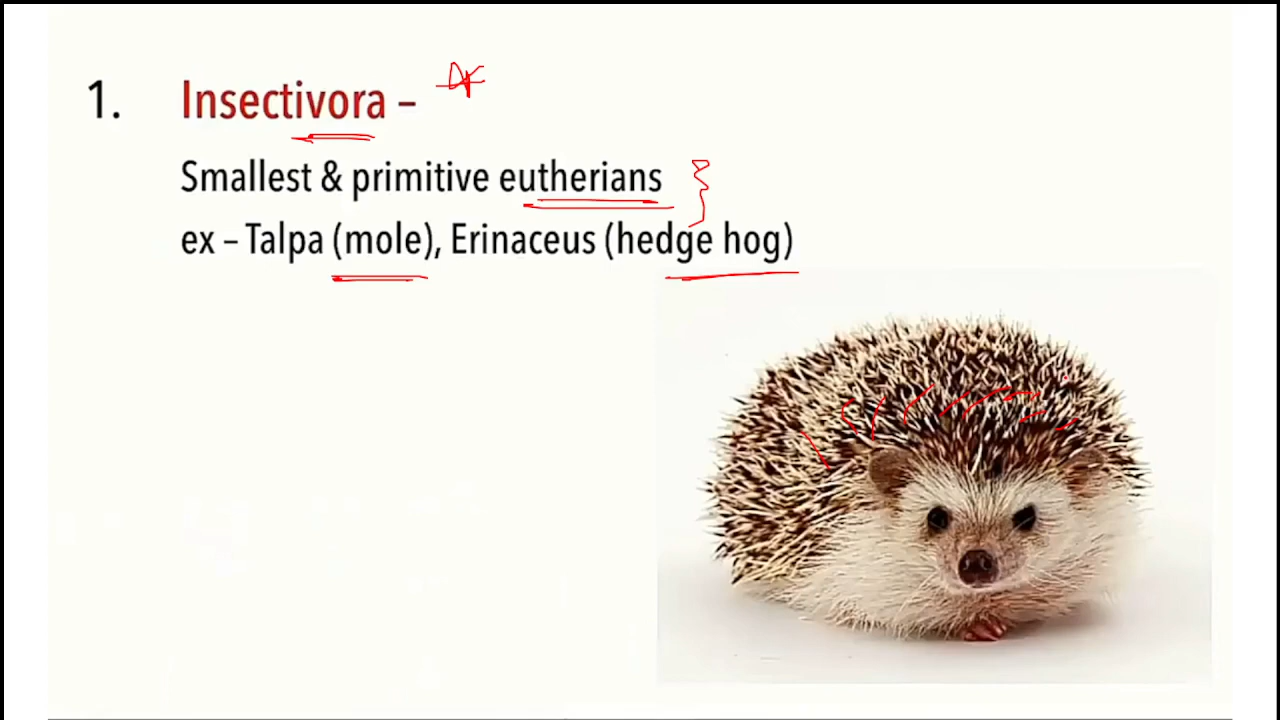 1. Insectivora –
Smallest & primitive eutherians
ex – Talpa (mole), Erinaceus (hedge hog)